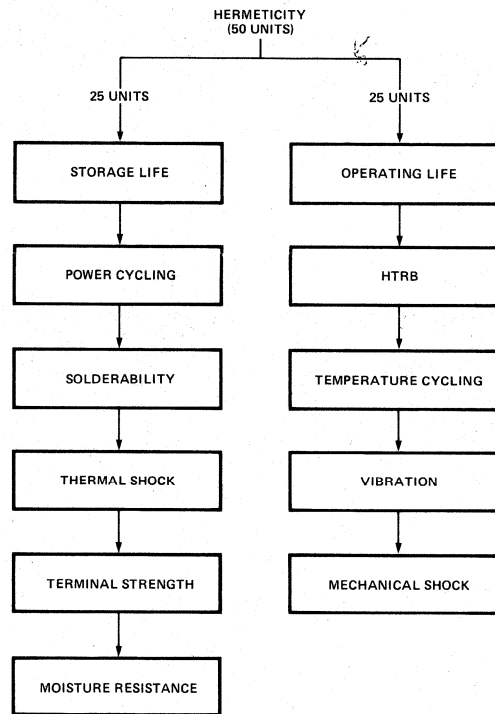 HERMETICITY
(50 UNITS)
25 UNITS
25 UNITS
STORAGE LIFE
OPERATING LIFE
POWER CYCLING
HTRB
SOLDERABILITY
TEMPERATURE CYCLING
THERMAL SHOCK
VIBRATION
TERMINAL STRENGTH
MECHANICAL SHOCK
MOISTURE RESISTANCE